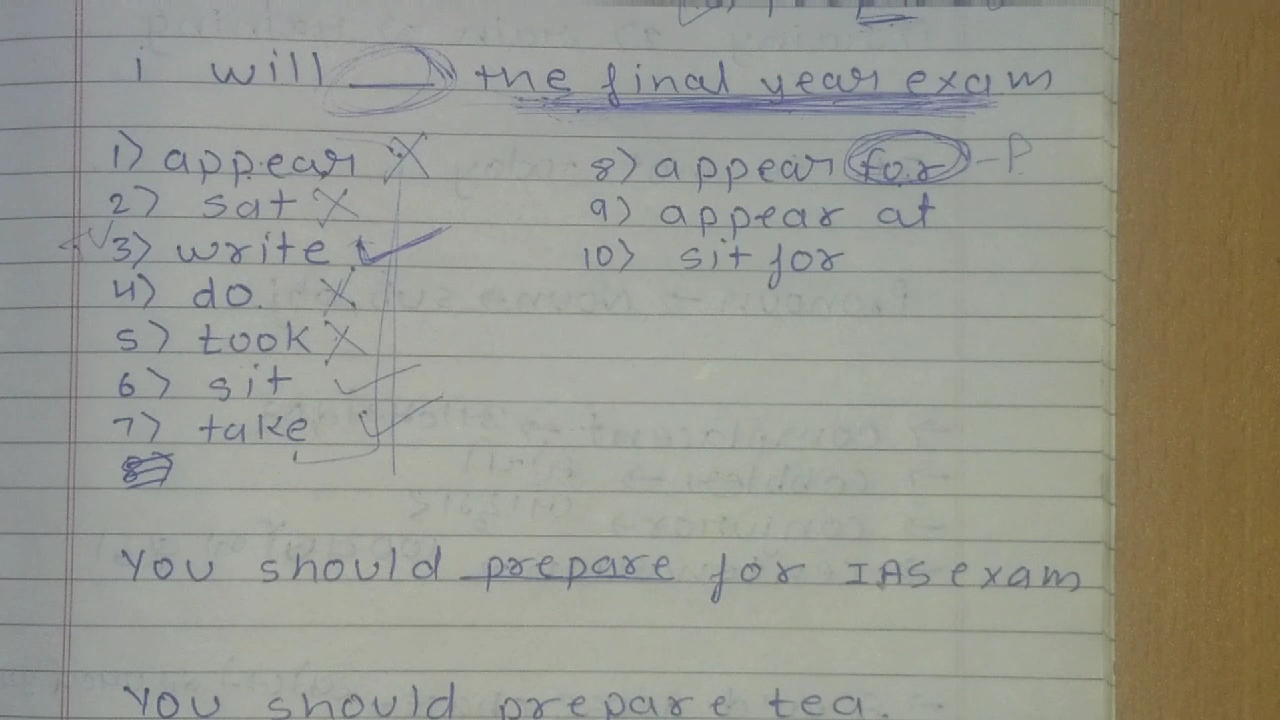 i will ___ the final year exam
1) appear X
2) sat X
3) write ✓
4) do. X
5) took X
6) sit ✓
7) take ✓
8) appear for - P
9) appear at
10) sit for
You should prepare for IAS exam
You should prepare tea.